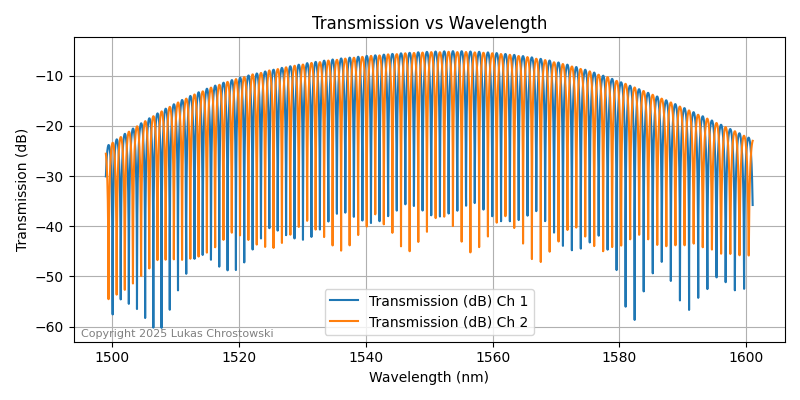 Transmission vs Wavelength
Transmission (dB)
−10
−20
−30
−40
−50
−60
Transmission (dB) Ch 1
Transmission (dB) Ch 2
Copyright 2025 Lukas Chrostowski
1500
1520
1540
1560
1580
1600
Wavelength (nm)